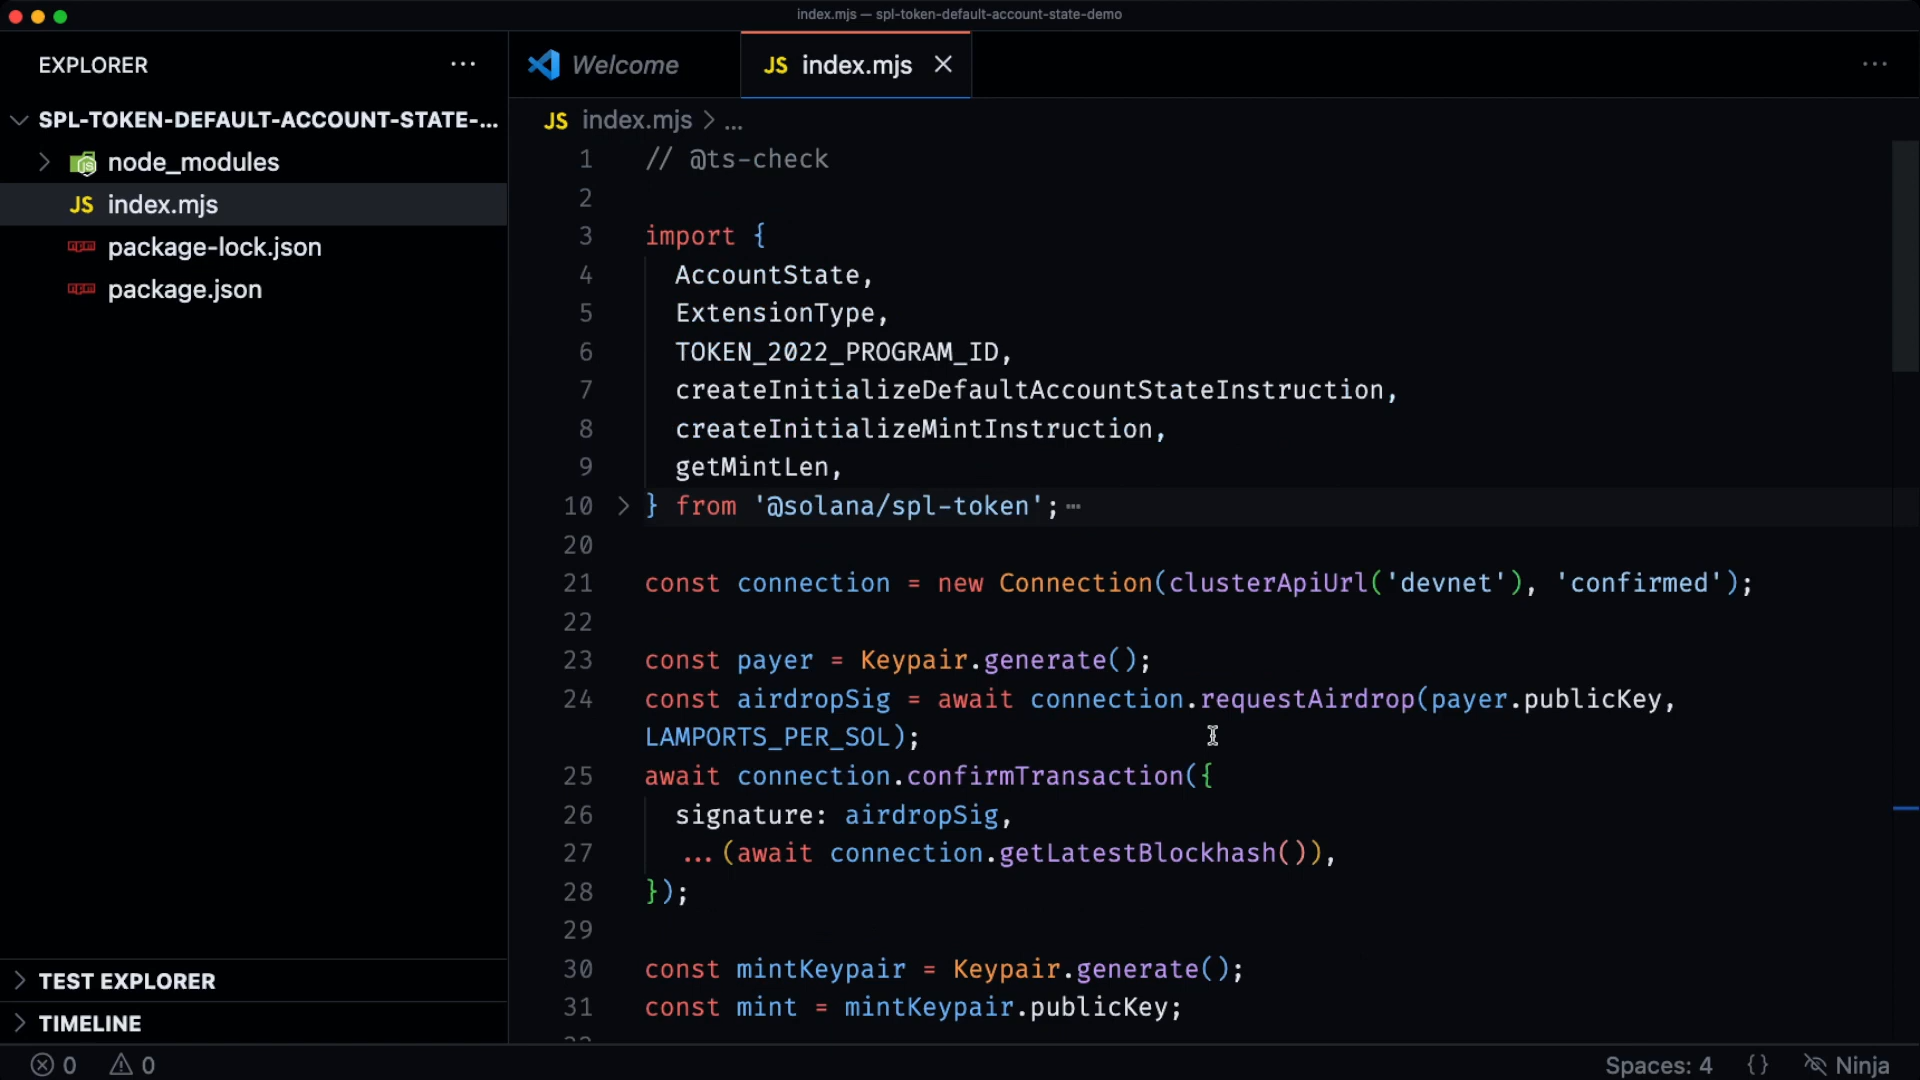 index.mjs — spl-token-default-account-state-demo
EXPLORER
SPL-TOKEN-DEFAULT-ACCOUNT-STATE-...
node_modules
JS index.mjs
package-lock.json
package.json
TEST EXPLORER
TIMELINE
Welcome
JS index.mjs
JS index.mjs > ...
1 // @ts-check
2
3 import {
4 AccountState,
5 ExtensionType,
6 TOKEN_2022_PROGRAM_ID,
7 createInitializeDefaultAccountStateInstruction,
8 createInitializeMintInstruction,
9 getMintLen,
10 } from '@solana/spl-token';
20
21 const connection = new Connection(clusterApiUrl('devnet'), 'confirmed');
22
23 const payer = Keypair.generate();
24 const airdropSig = await connection.requestAirdrop(payer.publicKey,
LAMPORTS_PER_SOL);
25 await connection.confirmTransaction({
26 signature: airdropSig,
27 ...(await connection.getLatestBlockhash()),
28 });
29
30 const mintKeypair = Keypair.generate();
31 const mint = mintKeypair.publicKey;
0 0
Spaces: 4 {} Ninja